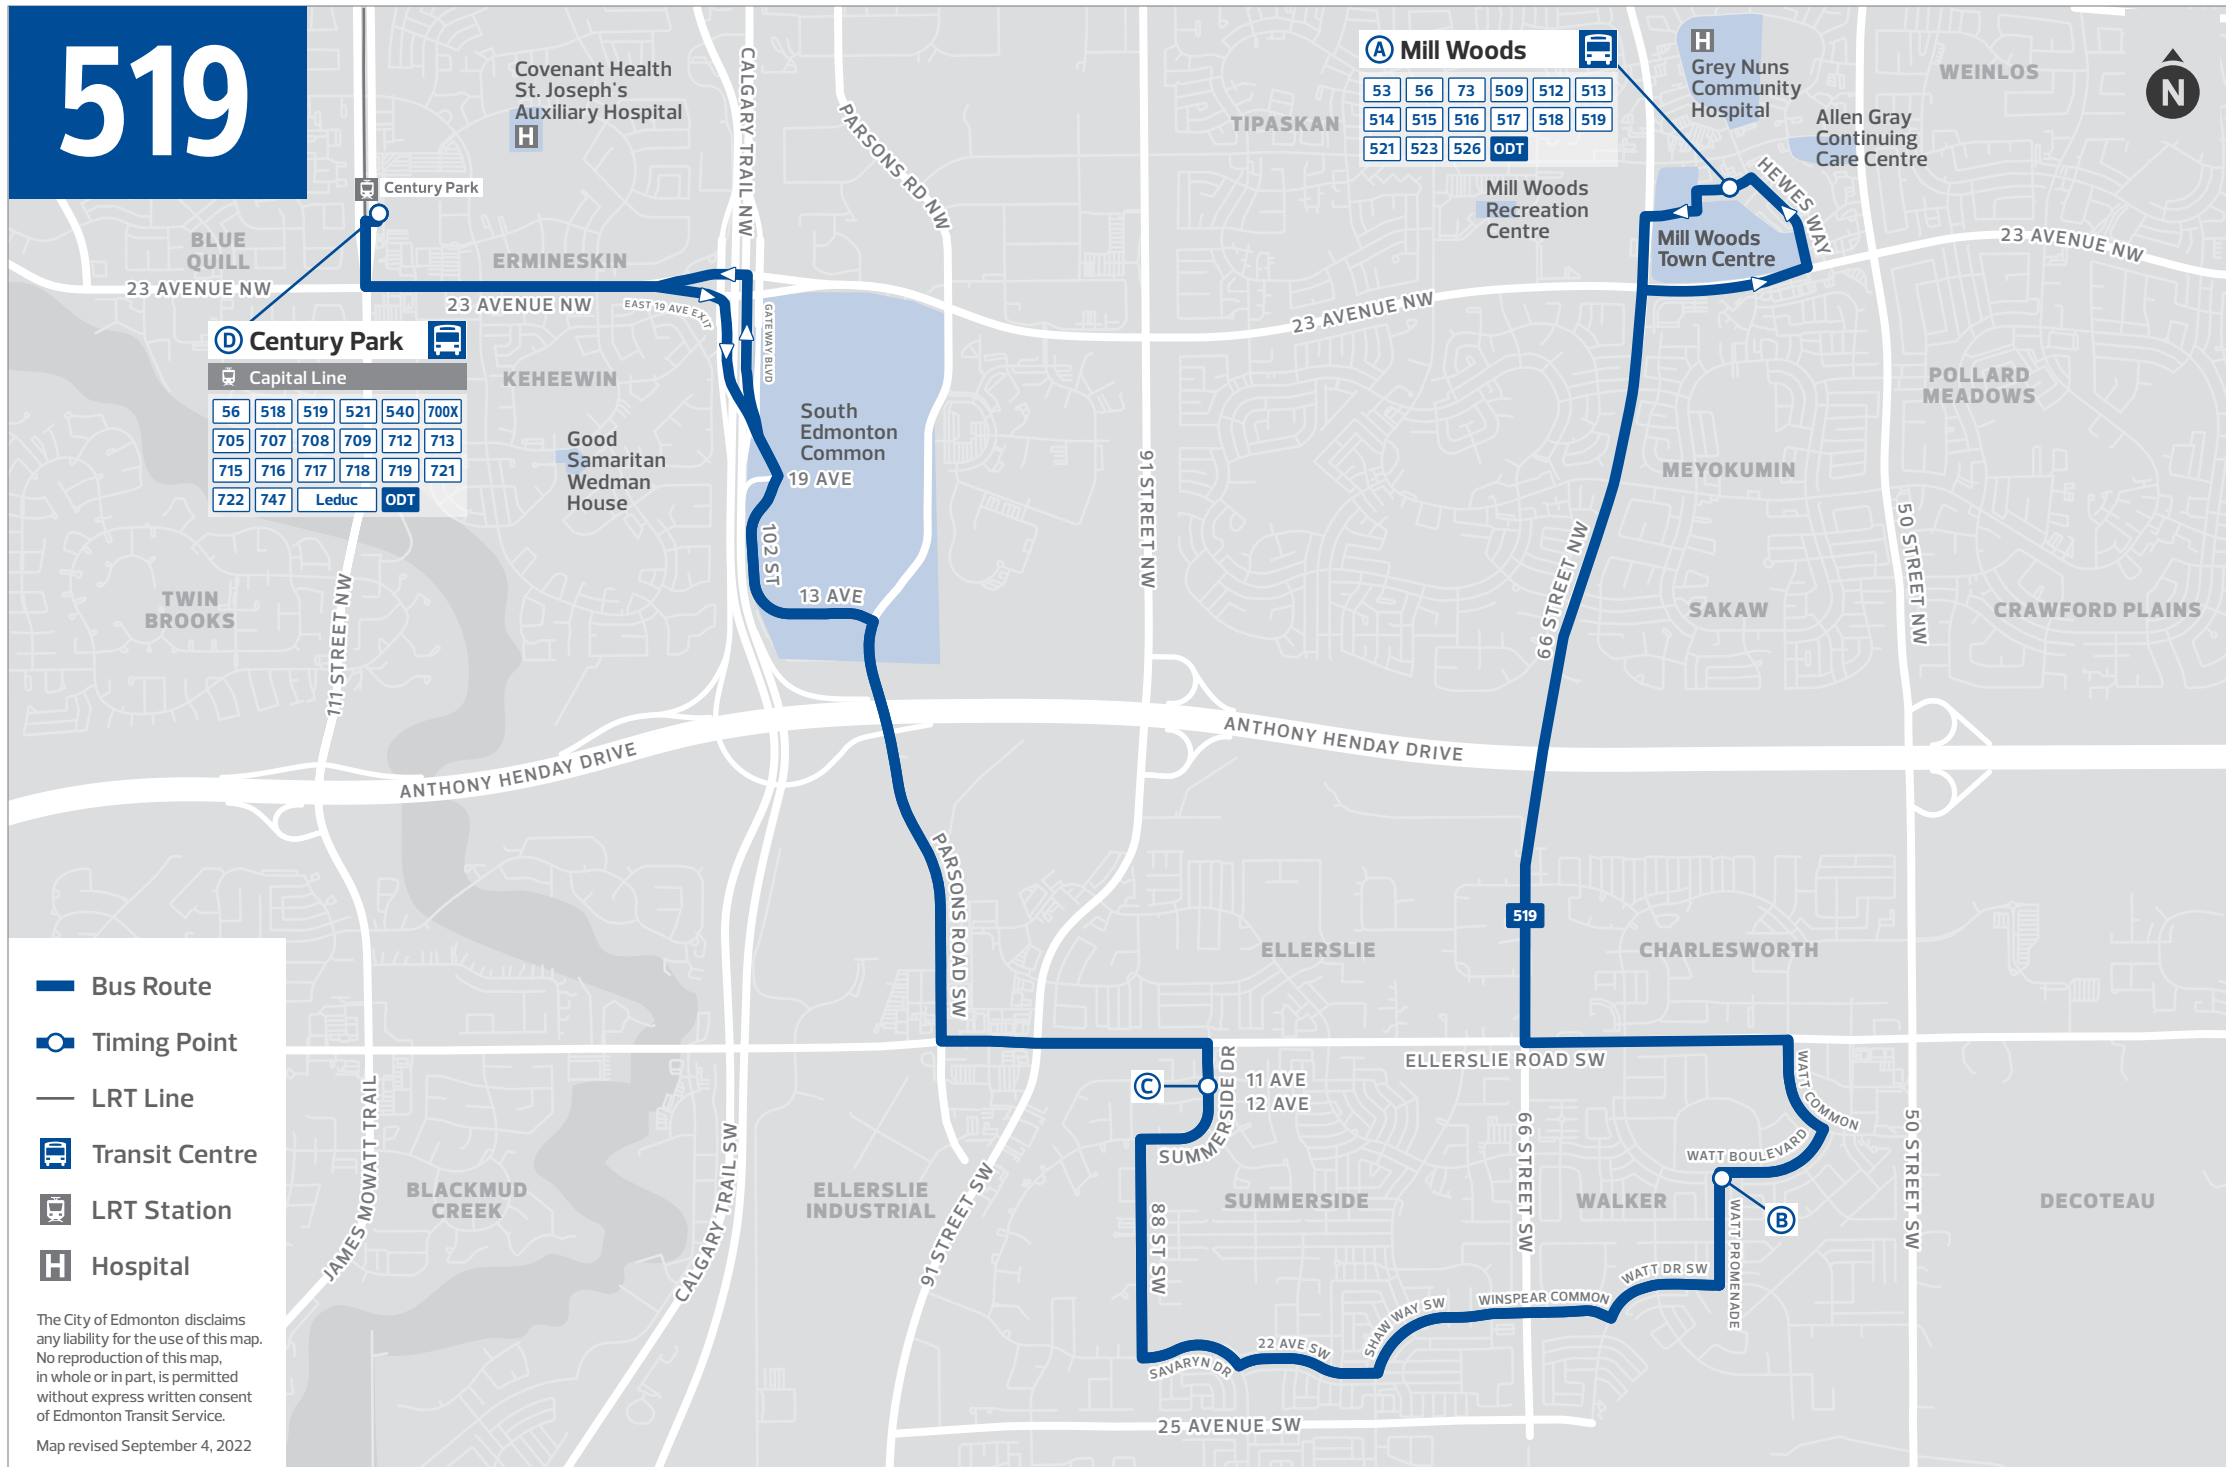 519
Covenant Health
St. Joseph's
Auxiliary Hospital
H
Century Park
CALGARY TRAIL NW
PARSONS RD NW
TIPASKAN
A Mill Woods
53 56 73 509 512 513
514 515 516 517 518 519
521 523 526 ODT
H
Grey Nuns
Community
Hospital
WEINLOS
N
Allen Gray
Continuing
Care Centre
HEWES WAY
Mill Woods
Recreation
Centre
Mill Woods
Town Centre
23 AVENUE NW
BLUE
QUILL
ERMINESKIN
23 AVENUE NW
23 AVENUE NW
EAST 19 AVE EXIT
GATEWAY BLVD
23 AVENUE NW
D Century Park
Capital Line
56 518 519 521 540 700X
705 707 708 709 712 713
715 716 717 718 719 721
722 747 Leduc ODT
KEHEEWIN
Good
Samaritan
Wedman
House
South
Edmonton
Common
19 AVE
102 ST
13 AVE
91 STREET NW
POLLARD
MEADOWS
MEYOKUMIN
66 STREET NW
50 STREET NW
SAKAW
CRAWFORD PLAINS
TWIN
BROOKS
111 STREET NW
ANTHONY HENDAY DRIVE
ANTHONY HENDAY DRIVE
PARSONS ROAD SW
519
ELLERSLIE
CHARLESWORTH
ELLERSLIE ROAD SW
C
SUMMERSIDE DR
11 AVE
12 AVE
WATT COMMON
WATT BOULEVARD
B
WATT PROMENADE
WATT DR SW
WINSPEAR COMMON
SHAW WAY SW
22 AVE SW
SAVARYN DR
88 ST SW
SUMMERSIDE
WALKER
66 STREET SW
50 STREET SW
DECOTEAU
25 AVENUE SW
91 STREET SW
ELLERSLIE
INDUSTRIAL
CALGARY TRAIL SW
BLACKMUD
CREEK
JAMES MOWATT TRAIL
Bus Route
Timing Point
LRT Line
Transit Centre
LRT Station
H Hospital
The City of Edmonton disclaims
any liability for the use of this map.
No reproduction of this map,
in whole or in part, is permitted
without express written consent
of Edmonton Transit Service.
Map revised September 4, 2022